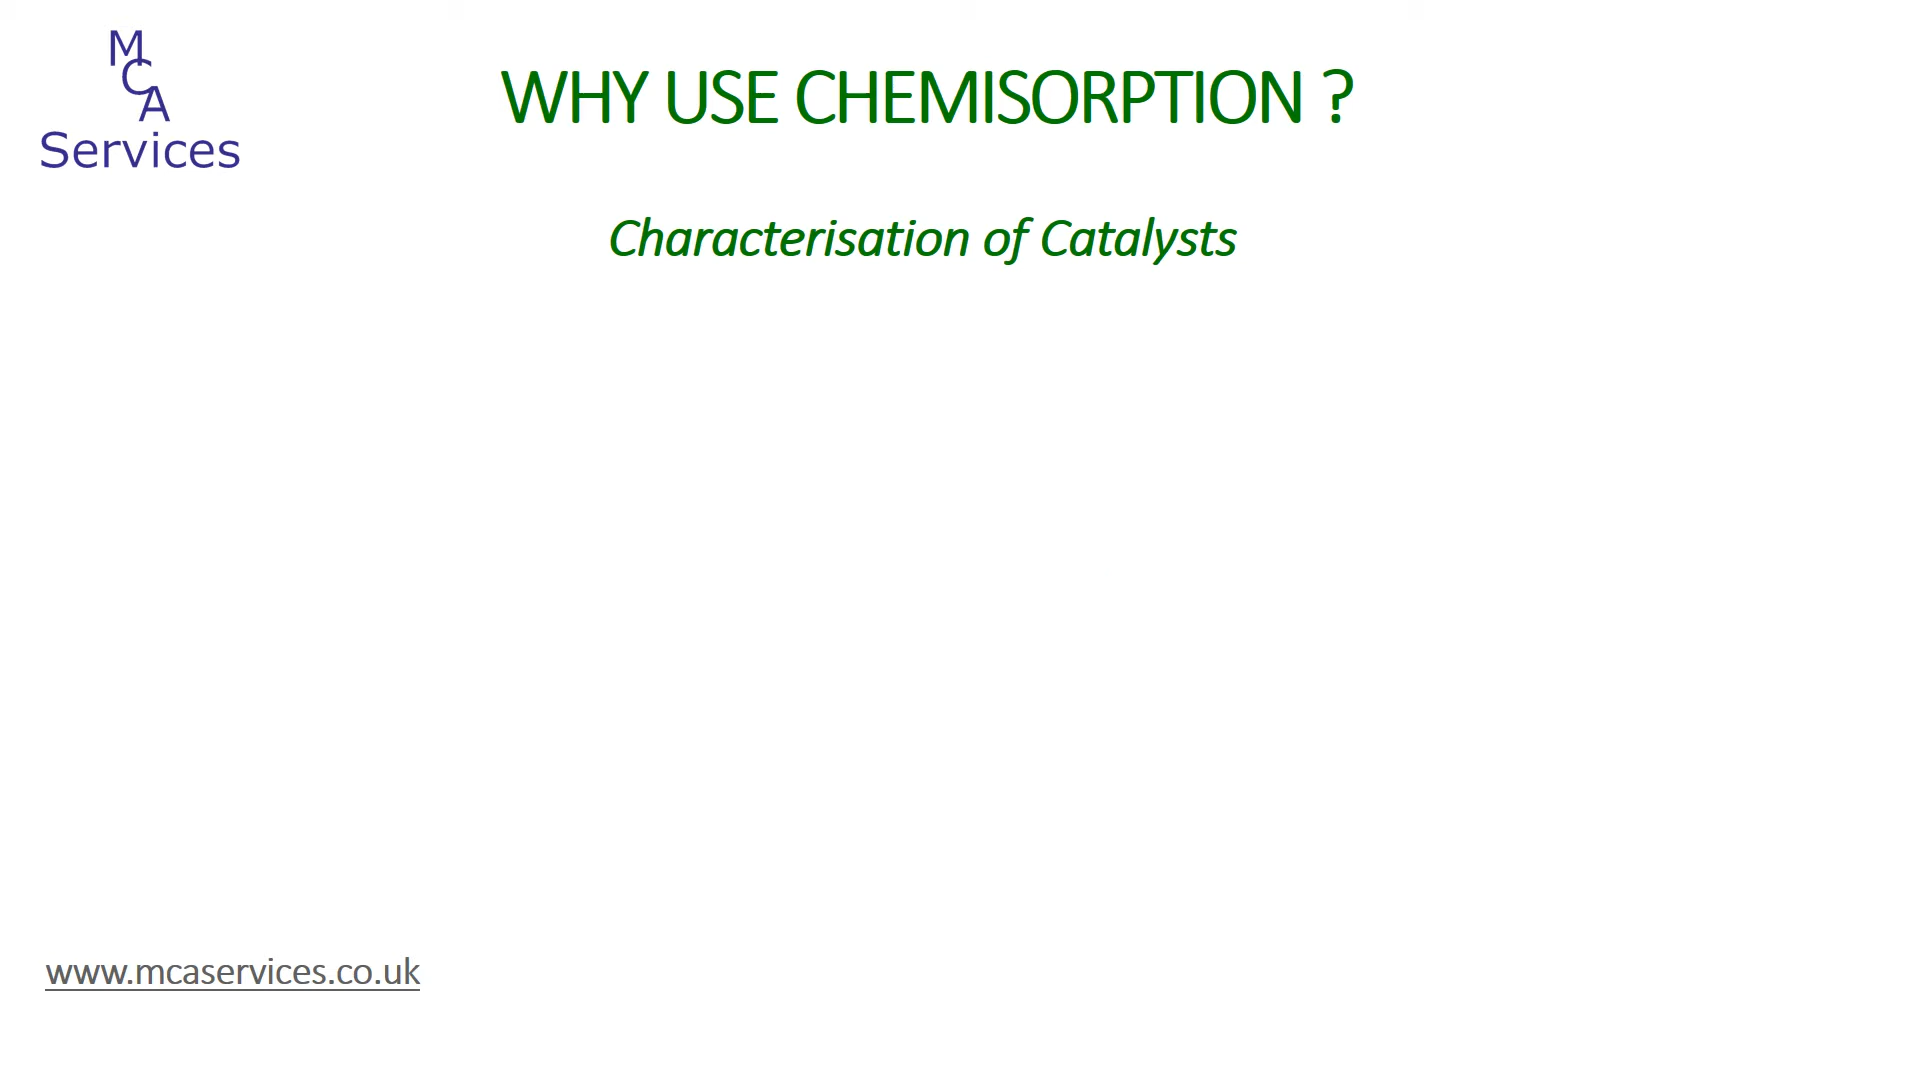 M
C
A
Services
WHY USE CHEMISORPTION ?
Characterisation of Catalysts
www.mcaservices.co.uk